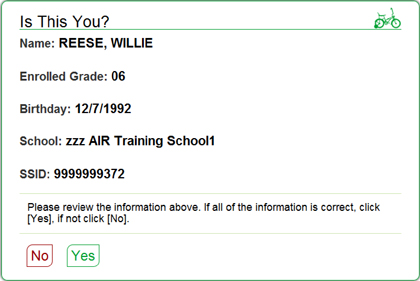 Is This You?
Name: REESE, WILLIE
Enrolled Grade: 06
Birthday: 12/7/1992
School: zzz AIR Training School1
SSID: 9999999372
Please review the information above. If all of the information is correct, click
[Yes], if not click [No].
No Yes